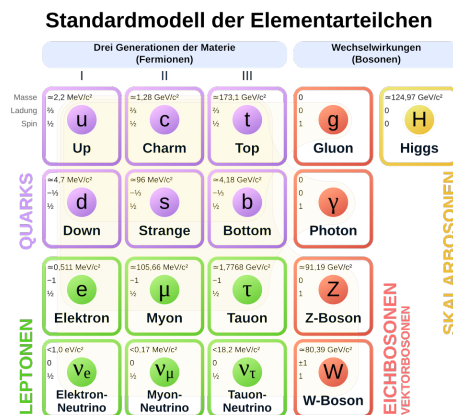 Standardmodell der Elementarteilchen
Drei Generationen der Materie
(Fermionen)
Wechselwirkungen
(Bosonen)
I II III
Masse
Ladung
Spin
≃2,2 MeV/c²
⅔
½
u
Up
≃1,28 GeV/c²
⅔
½
c
Charm
≃173,1 GeV/c²
⅔
½
t
Top
0
0
1
g
Gluon
≃124,97 GeV/c²
0
0
H
Higgs
QUARKS
≃4,7 MeV/c²
−⅓
½
d
Down
≃96 MeV/c²
−⅓
½
s
Strange
≃4,18 GeV/c²
−⅓
½
b
Bottom
0
0
1
γ
Photon
SKALARBOSONEN
LEPTONEN
≃0,511 MeV/c²
−1
½
e
Elektron
≃105,66 MeV/c²
−1
½
μ
Myon
≃1,7768 GeV/c²
−1
½
τ
Tauon
≃91,19 GeV/c²
0
1
Z
Z-Boson
EICHBOSONEN
VEKTORBOSONEN
<1,0 eV/c²
0
½
νe
Elektron-
Neutrino
<0,17 MeV/c²
0
½
νμ
Myon-
Neutrino
<18,2 MeV/c²
0
½
ντ
Tauon-
Neutrino
≃80,39 GeV/c²
±1
1
W
W-Boson